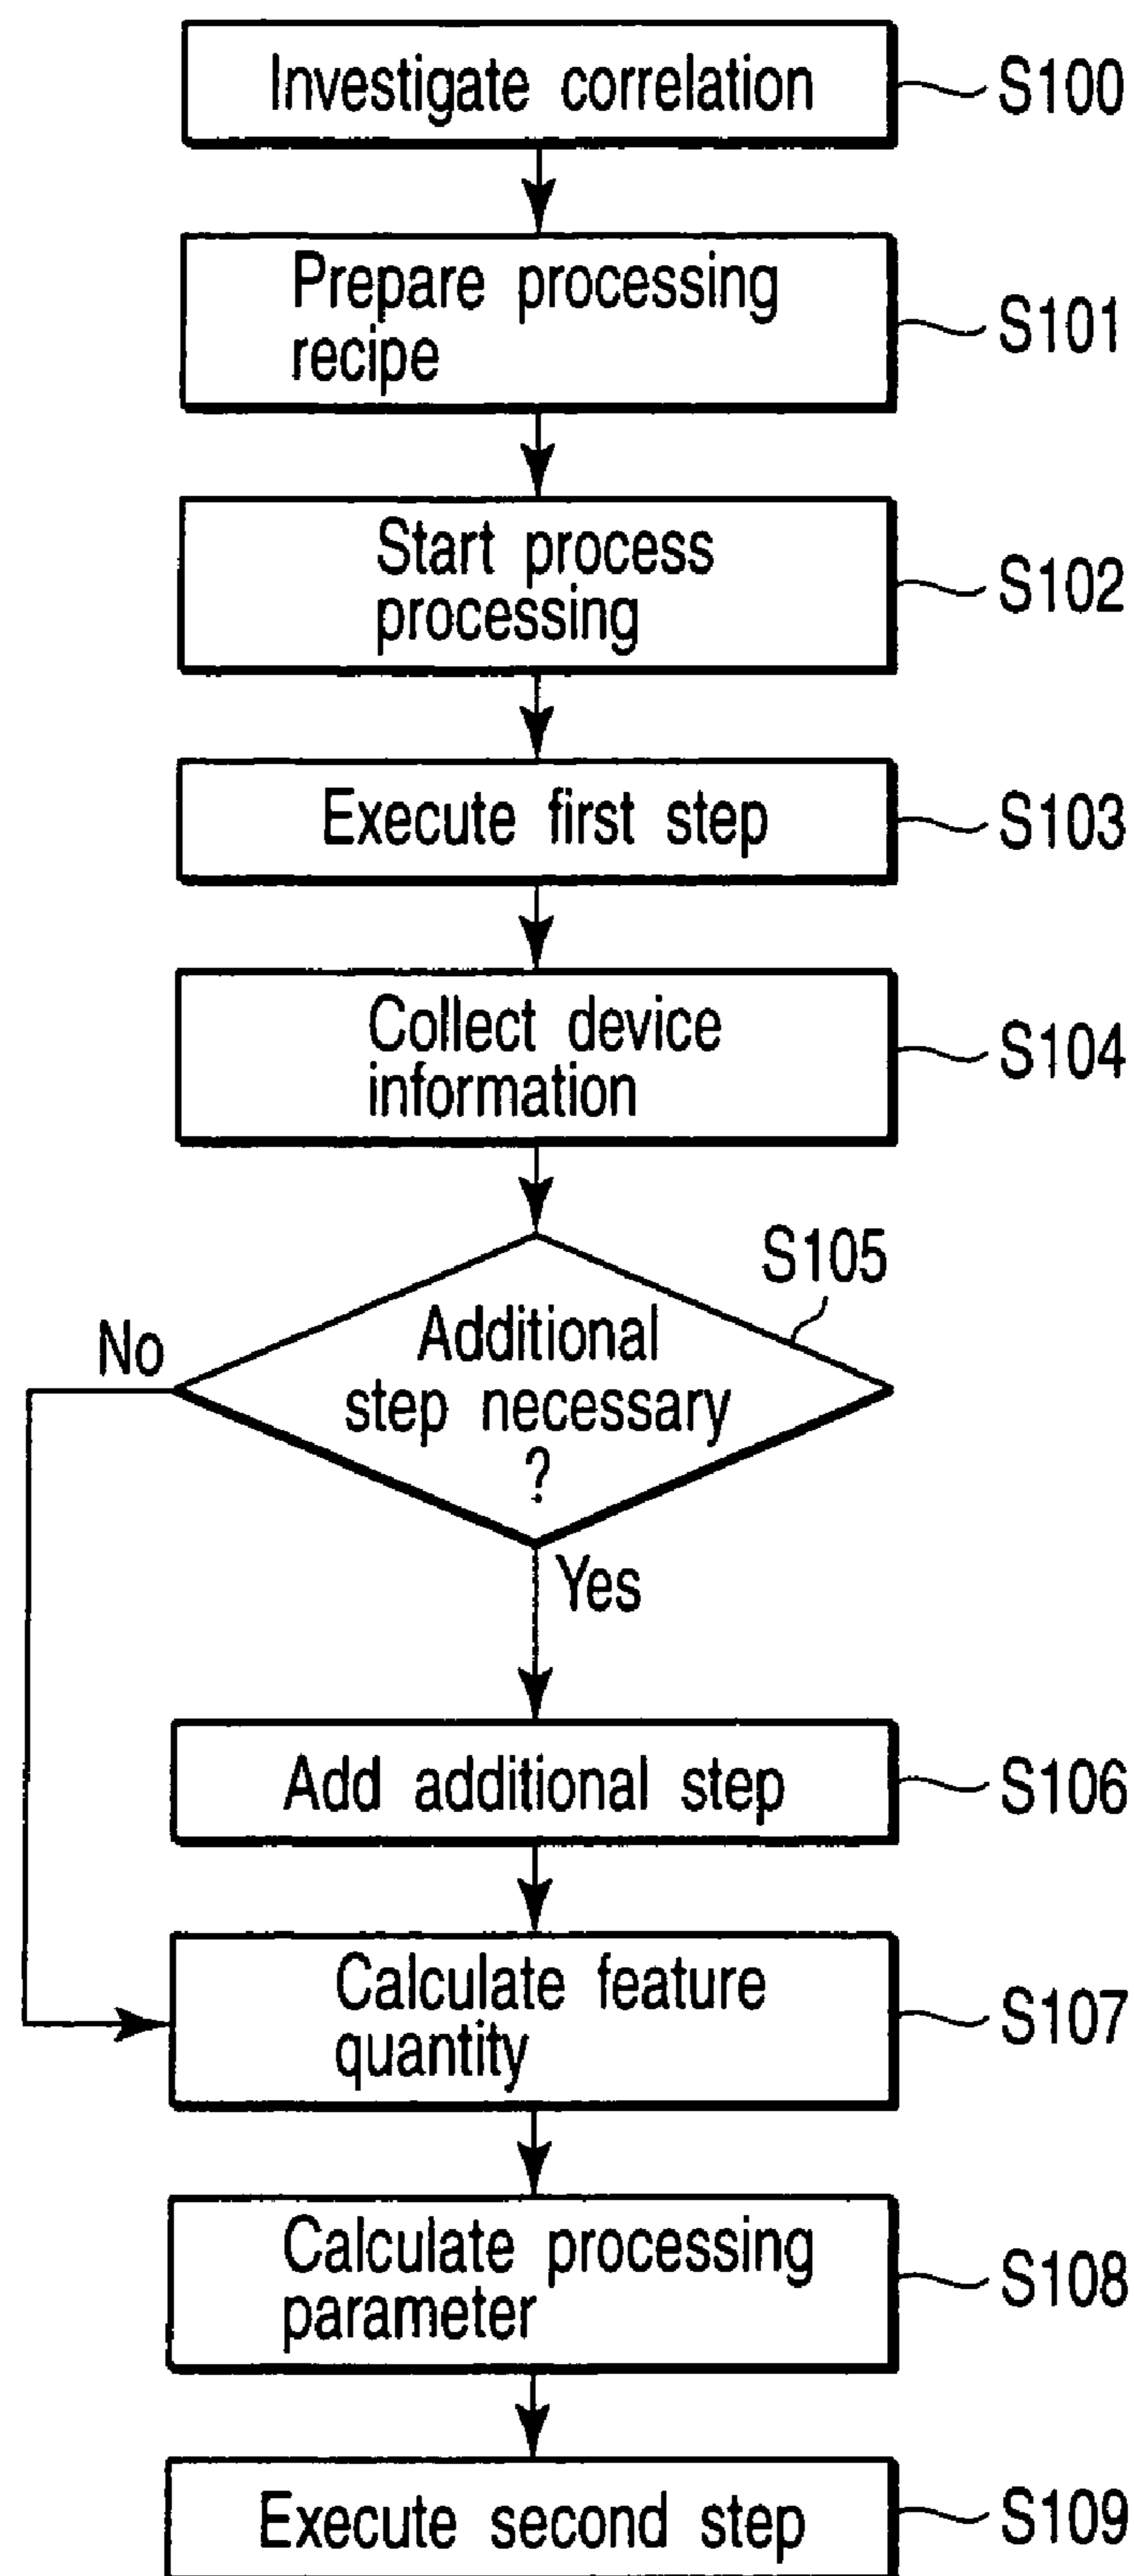 Investigate correlation
S100
Prepare processing
recipe
S101
Start process
processing
S102
Execute first step
S103
Collect device
information
S104
S105
Additional
step necessary
?
No
Yes
Add additional step
S106
Calculate feature
quantity
S107
Calculate processing
parameter
S108
Execute second step
S109